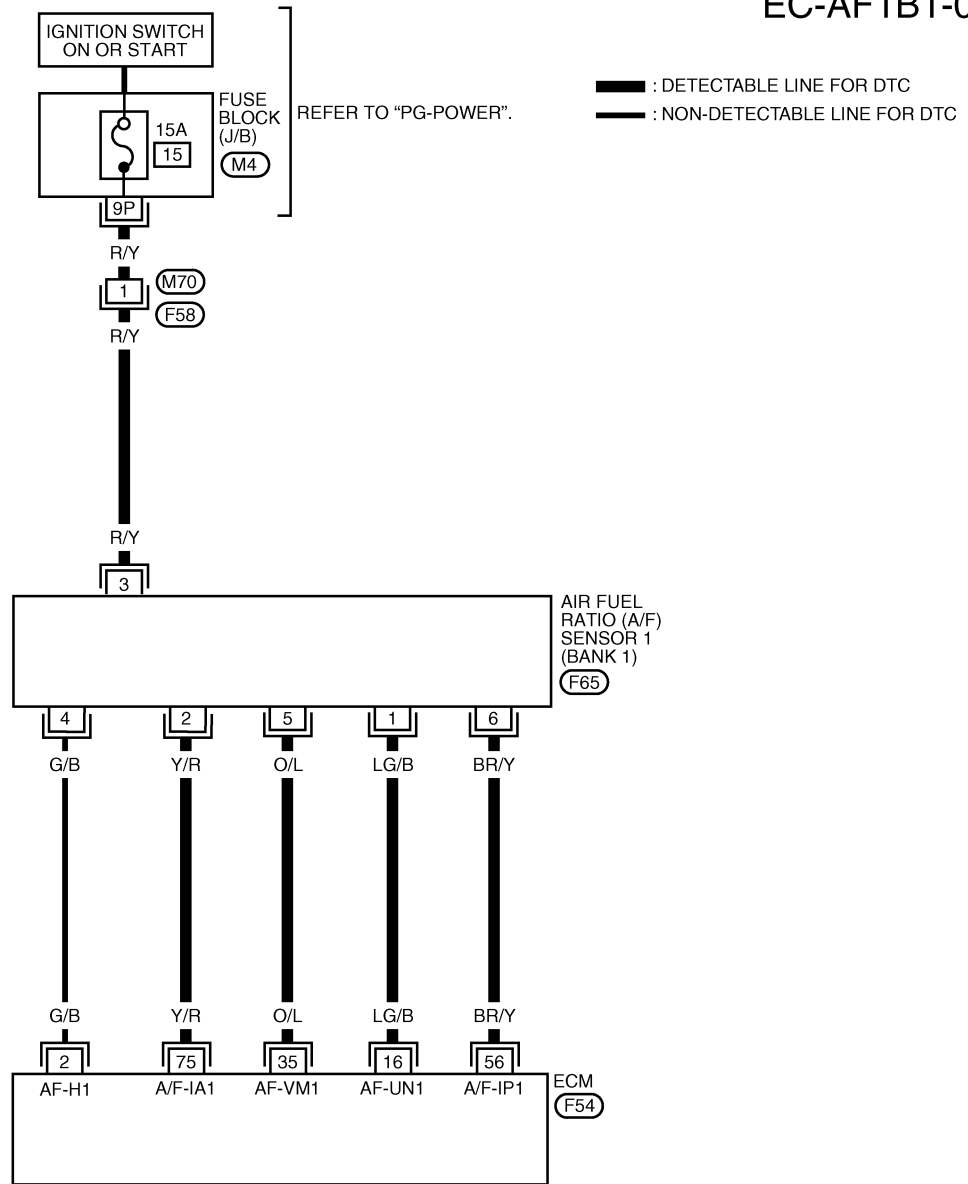 EC-AF1B1-0
IGNITION SWITCH
ON OR START
FUSE
BLOCK
(J/B)
M4
15A
15
REFER TO “PG-POWER”.
: DETECTABLE LINE FOR DTC
: NON-DETECTABLE LINE FOR DTC
9P
R/Y
1
M70
F58
R/Y
R/Y
3
AIR FUEL
RATIO (A/F)
SENSOR 1
(BANK 1)
F65
4 2 5 1 6
G/B Y/R O/L LG/B BR/Y
G/B Y/R O/L LG/B BR/Y
2 75 35 16 56
AF-H1 A/F-IA1 AF-VM1 AF-UN1 A/F-IP1
ECM
F54